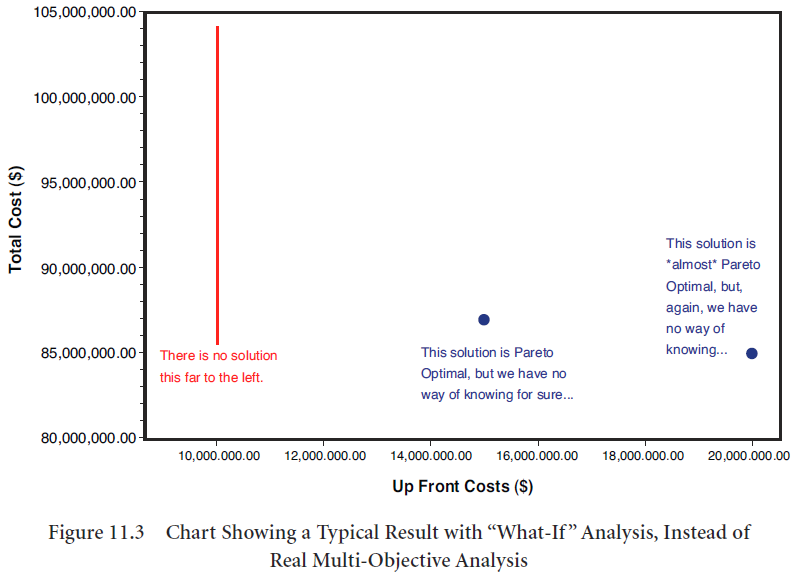 105,000,000.00
100,000,000.00
95,000,000.00
90,000,000.00
85,000,000.00
80,000,000.00
Total Cost ($)
There is no solution
this far to the left.
This solution is Pareto
Optimal, but we have no
way of knowing for sure...
This solution is
*almost* Pareto
Optimal, but,
again, we have
no way of
knowing...
10,000.000.00
12,000.000.00
14,000.000.00
16,000.000.00
18,000.000.00
20,000.000.00
Up Front Costs ($)
Figure 11.3 Chart Showing a Typical Result with “What-If” Analysis, Instead of
Real Multi-Objective Analysis